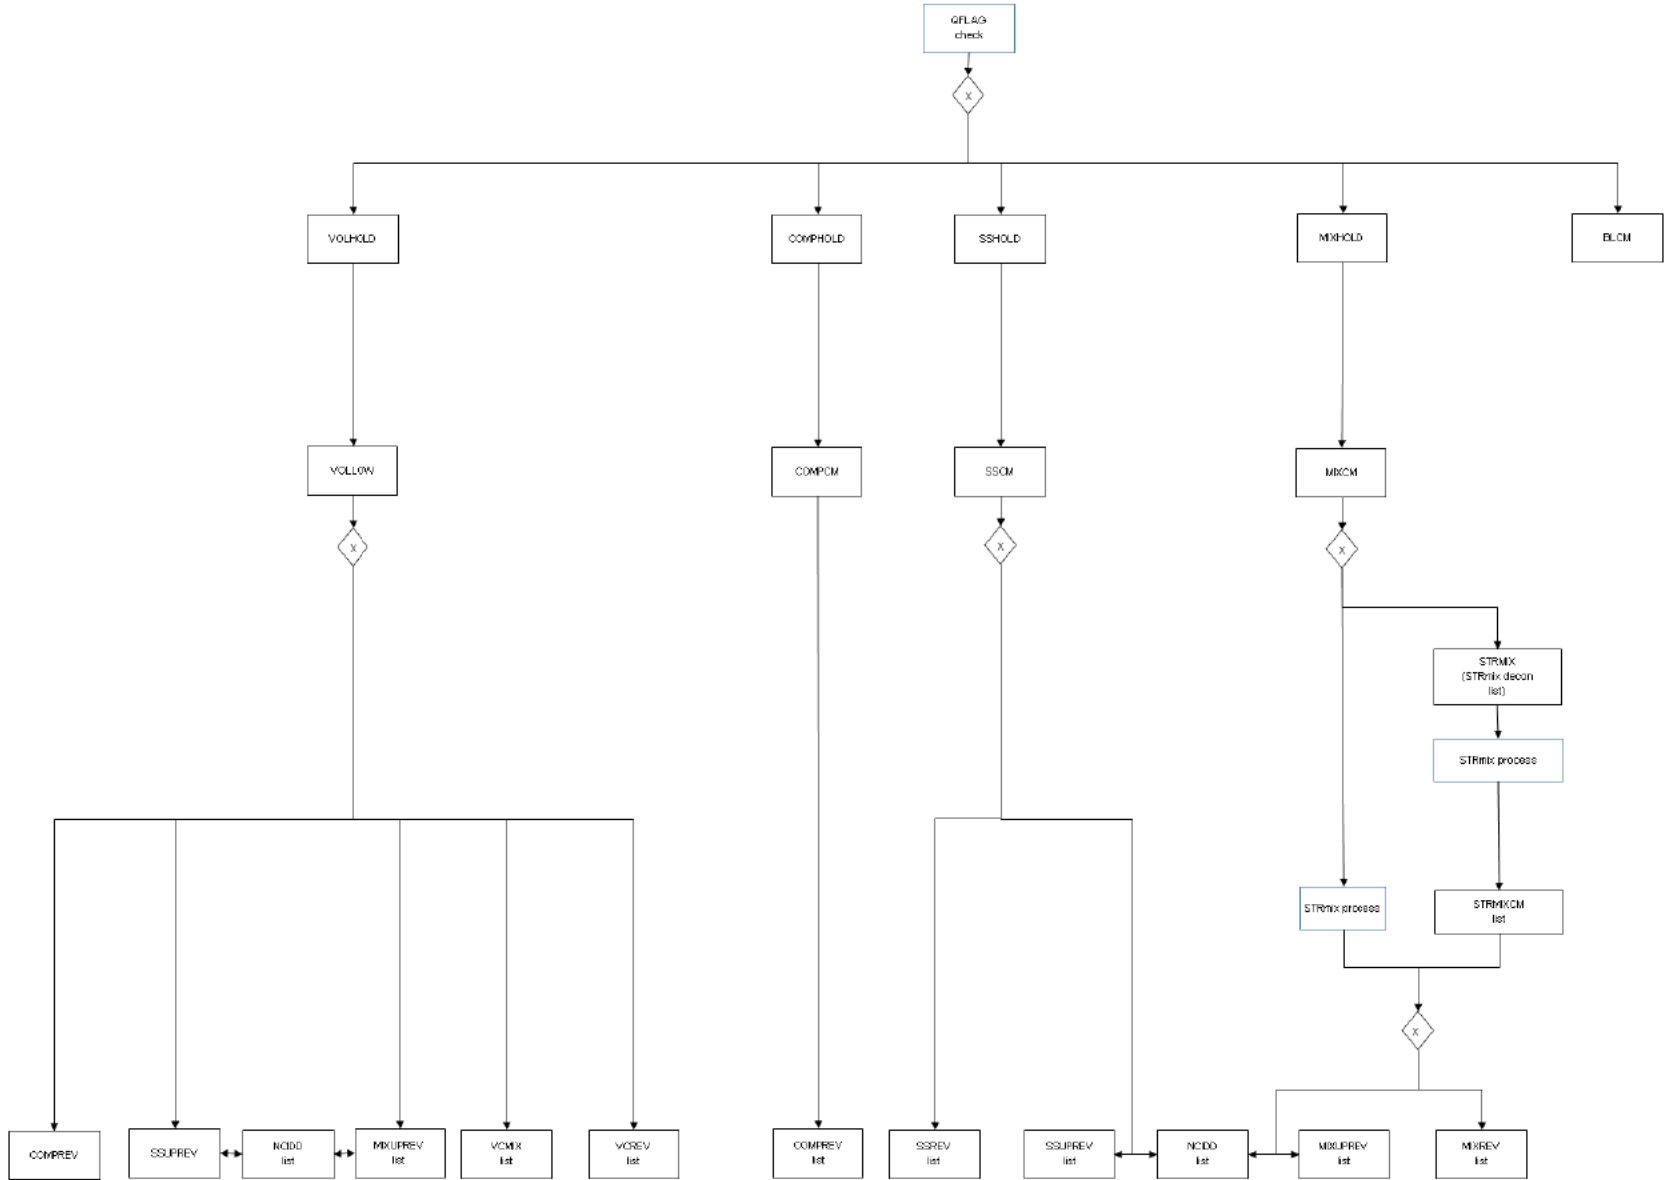 QFLAG
check
X
VOLHOLD
COMPHOLD
SSHOLD
MIXHOLD
BLCM
VOLLOW
COMPCM
SSCM
MIXCM
X
X
X
STRMIX
(STRmix decon
list)
STRmix process
STRmix process
STRMIXCM
list
X
COMPREV
SSUPREV
NCIDD
list
MIXUPREV
list
VCMIX
list
VCREV
list
COMPREV
list
SSREV
list
SSUPREV
list
NCIDD
list
MIXUPREV
list
MIXREV
list